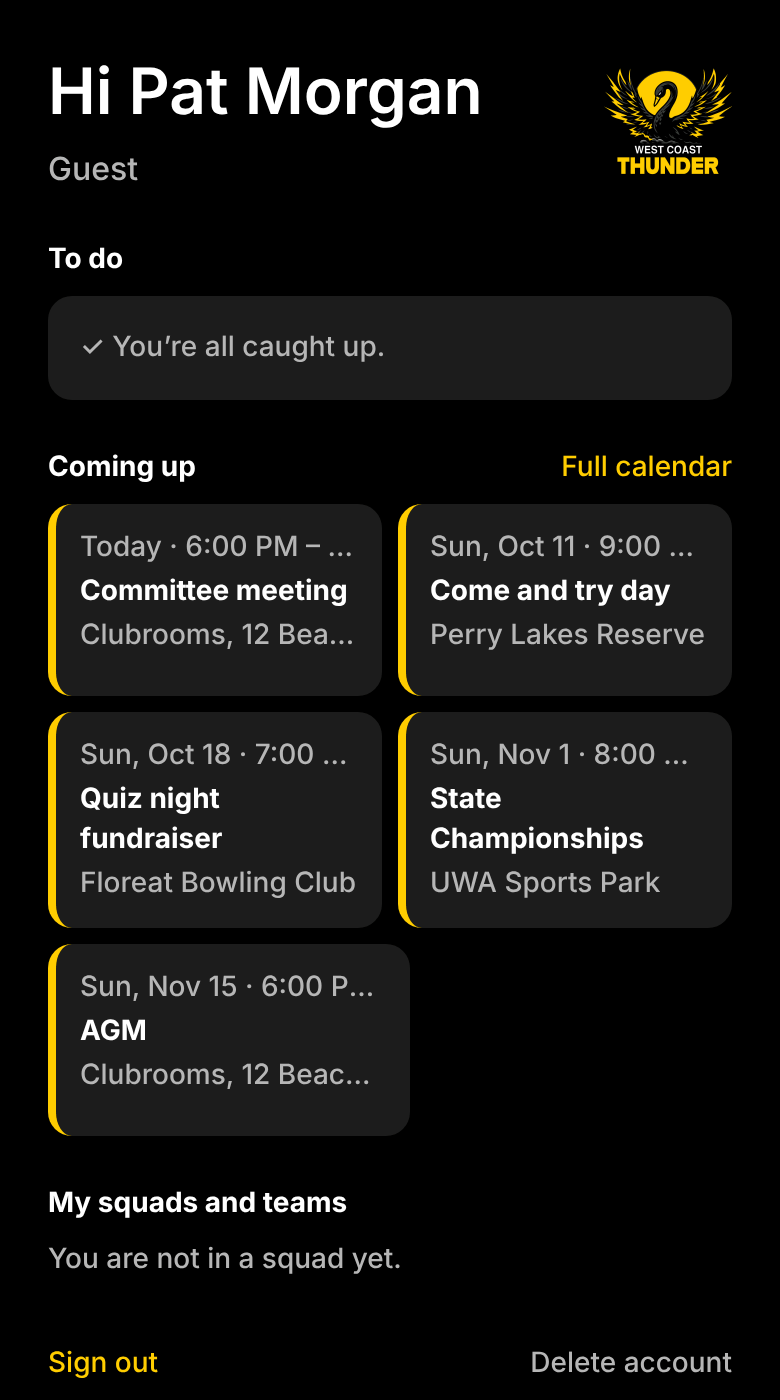 Hi Pat Morgan
Guest
WEST COAST
THUNDER
To do
✓ You’re all caught up.
Coming up
Full calendar
Today · 6:00 PM – ...
Committee meeting
Clubrooms, 12 Bea...
Sun, Oct 11 · 9:00 ...
Come and try day
Perry Lakes Reserve
Sun, Oct 18 · 7:00 ...
Quiz night
fundraiser
Floreat Bowling Club
Sun, Nov 1 · 8:00 ...
State
Championships
UWA Sports Park
Sun, Nov 15 · 6:00 P...
AGM
Clubrooms, 12 Beac...
My squads and teams
You are not in a squad yet.
Sign out
Delete account